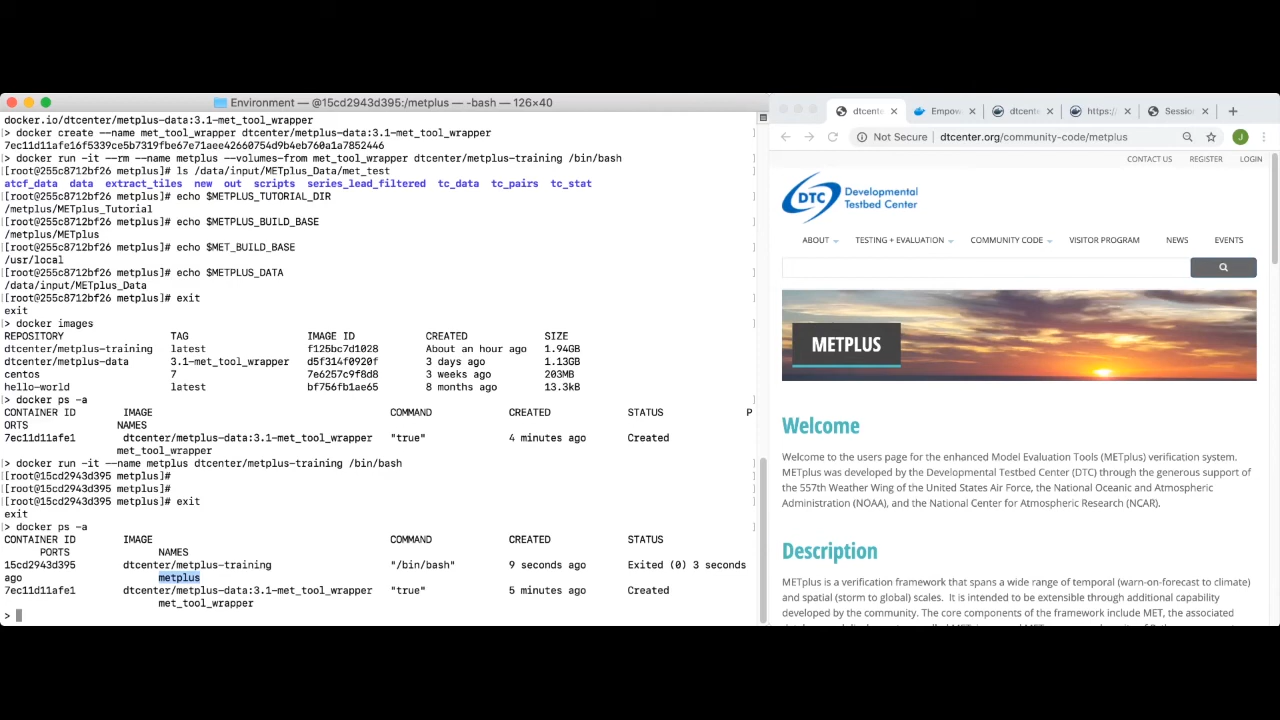 Environment — @15cd2943d395:/metplus — -bash — 126×40
docker.io/dtcenter/metplus-data:3.1-met_tool_wrapper
> docker create --name met_wrapper dtcenter/metplus-data:3.1-met_tool_wrapper
7ec11d11afe16f5339ce5b7319fbe67e71aee42660754d9b4eb760a1a7852446
> docker run -it --rm --name metplus --volumes-from met_tool_wrapper dtcenter/metplus-training /bin/bash
[[root@255c8712bf26 metplus]# ls /data/input/METplus_Data/met_test
atcf_data data extract_tiles new out scripts series_lead_filtered tc_data tc_pairs tc_stat
[[root@255c8712bf26 metplus]# echo $METPLUS_TUTORIAL_DIR
/metplus/METplus_Tutorial
[[root@255c8712bf26 metplus]# echo $METPLUS_BUILD_BASE
/metplus/METplus
[[root@255c8712bf26 metplus]# echo $MET_BUILD_BASE
/usr/local
[[root@255c8712bf26 metplus]# echo $METPLUS_DATA
/data/input/METplus_Data
[[root@255c8712bf26 metplus]# exit
exit
[> docker images
REPOSITORY TAG IMAGE ID CREATED SIZE
dtcenter/metplus-training latest f125bc7d1028 About an hour ago 1.94GB
dtcenter/metplus-data 3.1-met_tool_wrapper d5f314f0920f 3 days ago 1.13GB
centos 7 7e6257c9f8d8 3 weeks ago 203MB
hello-world latest bf756fb1ae65 8 months ago 13.3kB
[> docker ps -a
CONTAINER ID IMAGE COMMAND CREATED STATUS P
ORTS NAMES
7ec11d11afe1 dtcenter/metplus-data:3.1-met_tool_wrapper "true" 4 minutes ago Created
met_tool_wrapper
[> docker run -it --name metplus dtcenter/metplus-training /bin/bash
[[root@15cd2943d395 metplus]#
[[root@15cd2943d395 metplus]#
[[root@15cd2943d395 metplus]# exit
exit
[> docker ps -a
CONTAINER ID IMAGE COMMAND CREATED STATUS
PORTS NAMES
15cd2943d395 dtcenter/metplus-training "/bin/bash" 9 seconds ago Exited (0) 3 seconds
ago metplus
7ec11d11afe1 dtcenter/metplus-data:3.1-met_tool_wrapper "true" 5 minutes ago Created
met_tool_wrapper
>
dtcente Empow dtcente https:/ Sessio
Not Secure dtcenter.org/community-code/metplus J
CONTACT US REGISTER LOGIN
DTC Developmental
Testbed Center
ABOUT TESTING + EVALUATION COMMUNITY CODE VISITOR PROGRAM NEWS EVENTS
METPLUS
Welcome
Welcome to the users page for the enhanced Model Evaluation Tools (METplus) verification system.
METplus was developed by the Developmental Testbed Center (DTC) through the generous support of
the 557th Weather Wing of the United States Air Force, the National Oceanic and Atmospheric
Administration (NOAA), and the National Center for Atmospheric Research (NCAR).
Description
METplus is a verification framework that spans a wide range of temporal (warn-on-forecast to climate)
and spatial (storm to global) scales. It is intended to be extensible through additional capability
developed by the community. The core components of the framework include MET, the associated